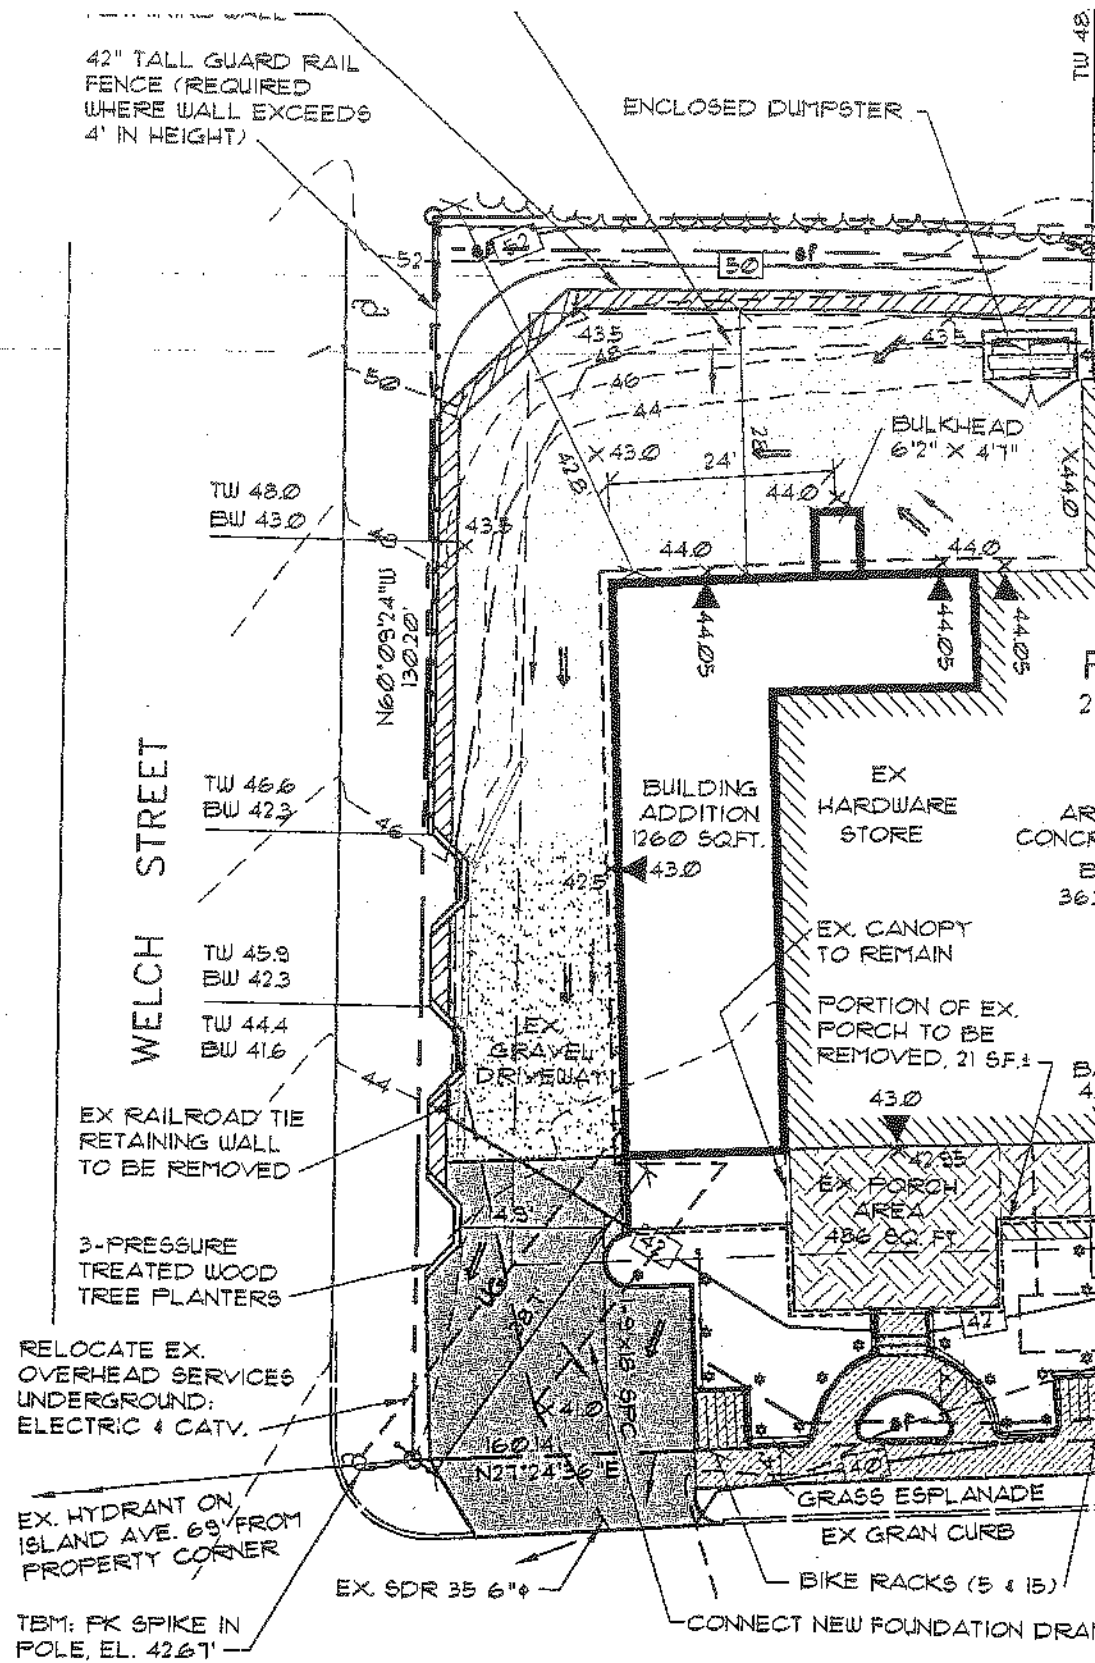 42" TALL GUARD RAIL
FENCE (REQUIRED
WHERE WALL EXCEEDS
4' IN HEIGHT)
ENCLOSED DUMPSTER
TW 48.
52
52
50
50
43.5
43.5
46
44
BULKHEAD
6'2" X 4'7"
43.0
42.8
24'
28'
44.0
44.0
TW 48.0
BW 43.0
43.5
44.0
44.0
N60°09'24"W
130.20'
44.05
44.05
44.05
WELCH STREET
TW 46.6
BW 42.3
46
BUILDING
ADDITION
1260 SQ.FT.
EX
HARDWARE
STORE
42.5
43.0
EX. CANOPY
TO REMAIN
TW 45.9
BW 42.3
TW 44.4
BW 41.6
44
EX.
GRAVEL
DRIVEWAY
PORTION OF EX.
PORCH TO BE
REMOVED, 21 S.F.±
43.0
42.95
EX RAILROAD TIE
RETAINING WALL
TO BE REMOVED
EX PORCH
AREA
486 SQ. FT.
3-PRESSURE
TREATED WOOD
TREE PLANTERS
42
42
UG
1-9'X18' SPC
RELOCATE EX.
OVERHEAD SERVICES
UNDERGROUND:
ELECTRIC & CATV.
41.0
160.14'
N27°24'36"E
40
GRASS ESPLANADE
EX GRAN CURB
EX. HYDRANT ON
ISLAND AVE. 69' FROM
PROPERTY CORNER
EX. SDR 35 6"ø
BIKE RACKS (5 & 15)
TBM: PK SPIKE IN
POLE, EL. 42.67'
CONNECT NEW FOUNDATION